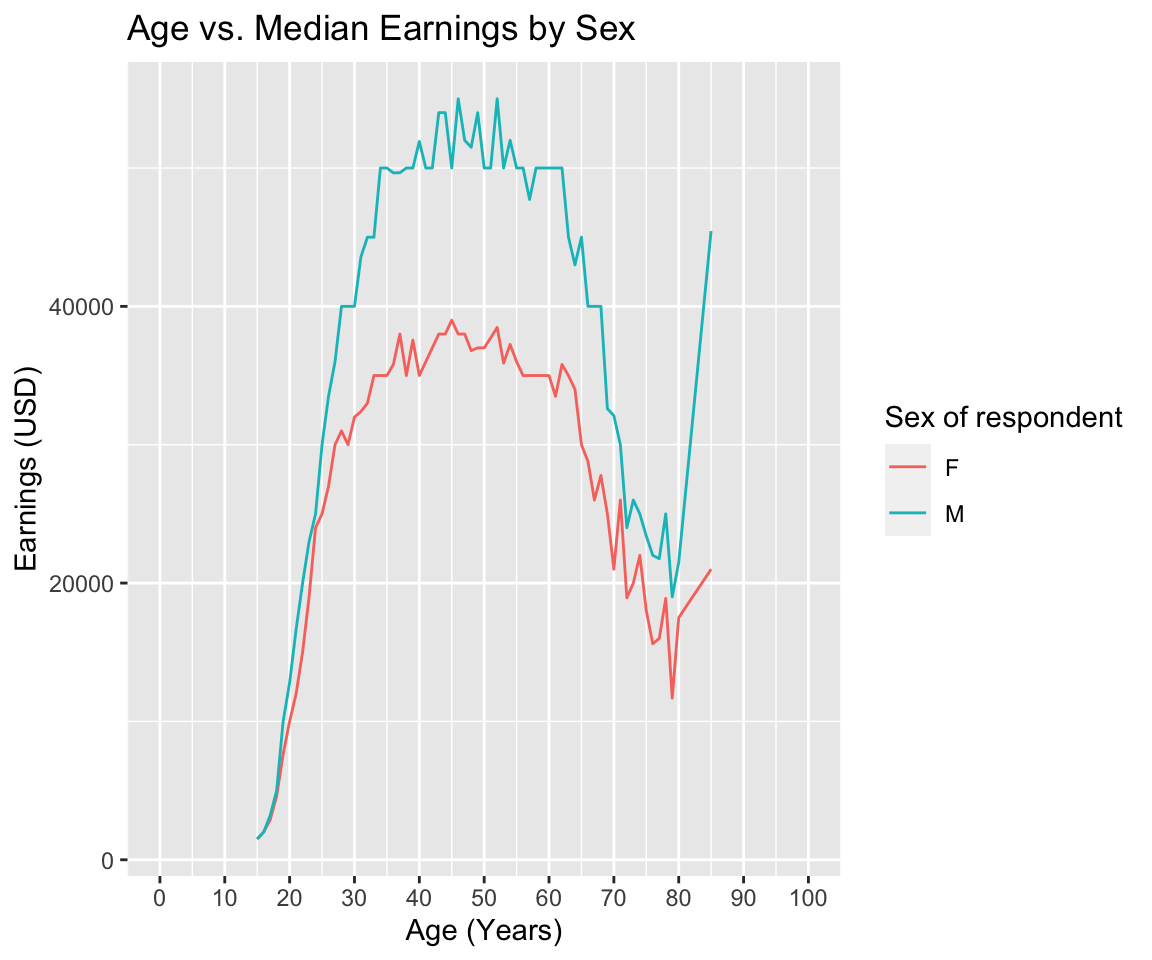 Age vs. Median Earnings by Sex
Earnings (USD)
40000
20000
0
0 10 20 30 40 50 60 70 80 90 100
Age (Years)
Sex of respondent
F
M